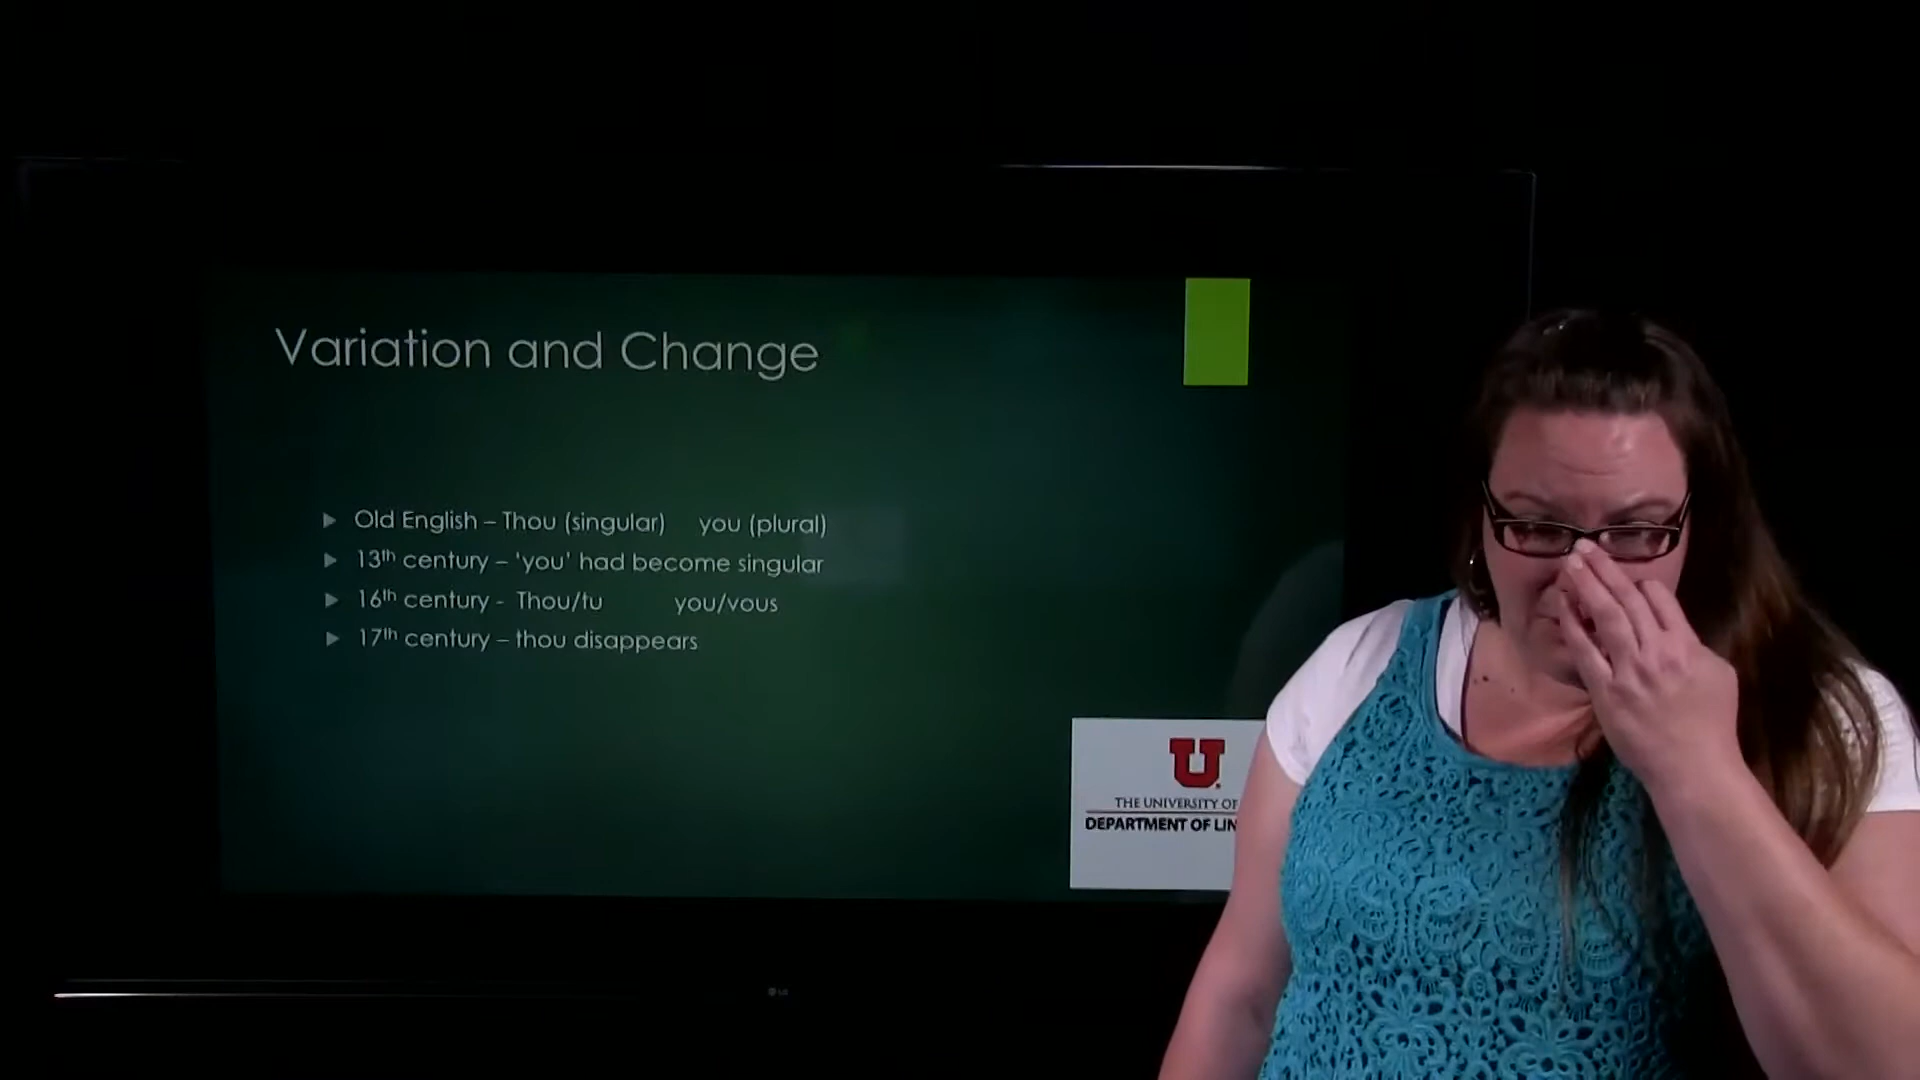 Variation and Change
Old English – Thou (singular) you (plural)
13th century – ‘you’ had become singular
16th century - Thou/tu you/vous
17th century – thou disappears
U
THE UNIVERSITY OF
DEPARTMENT OF LIN
LG